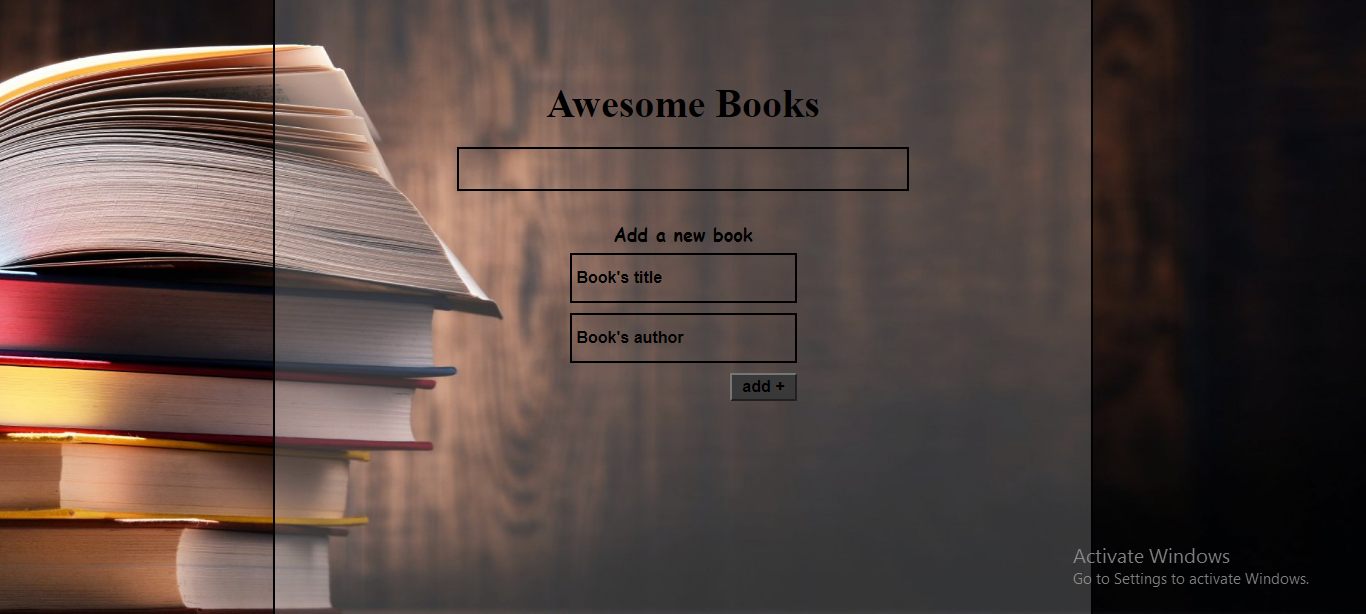 Awesome Books
Add a new book
Book's title
Book's author
add +
Activate Windows
Go to Settings to activate Windows.